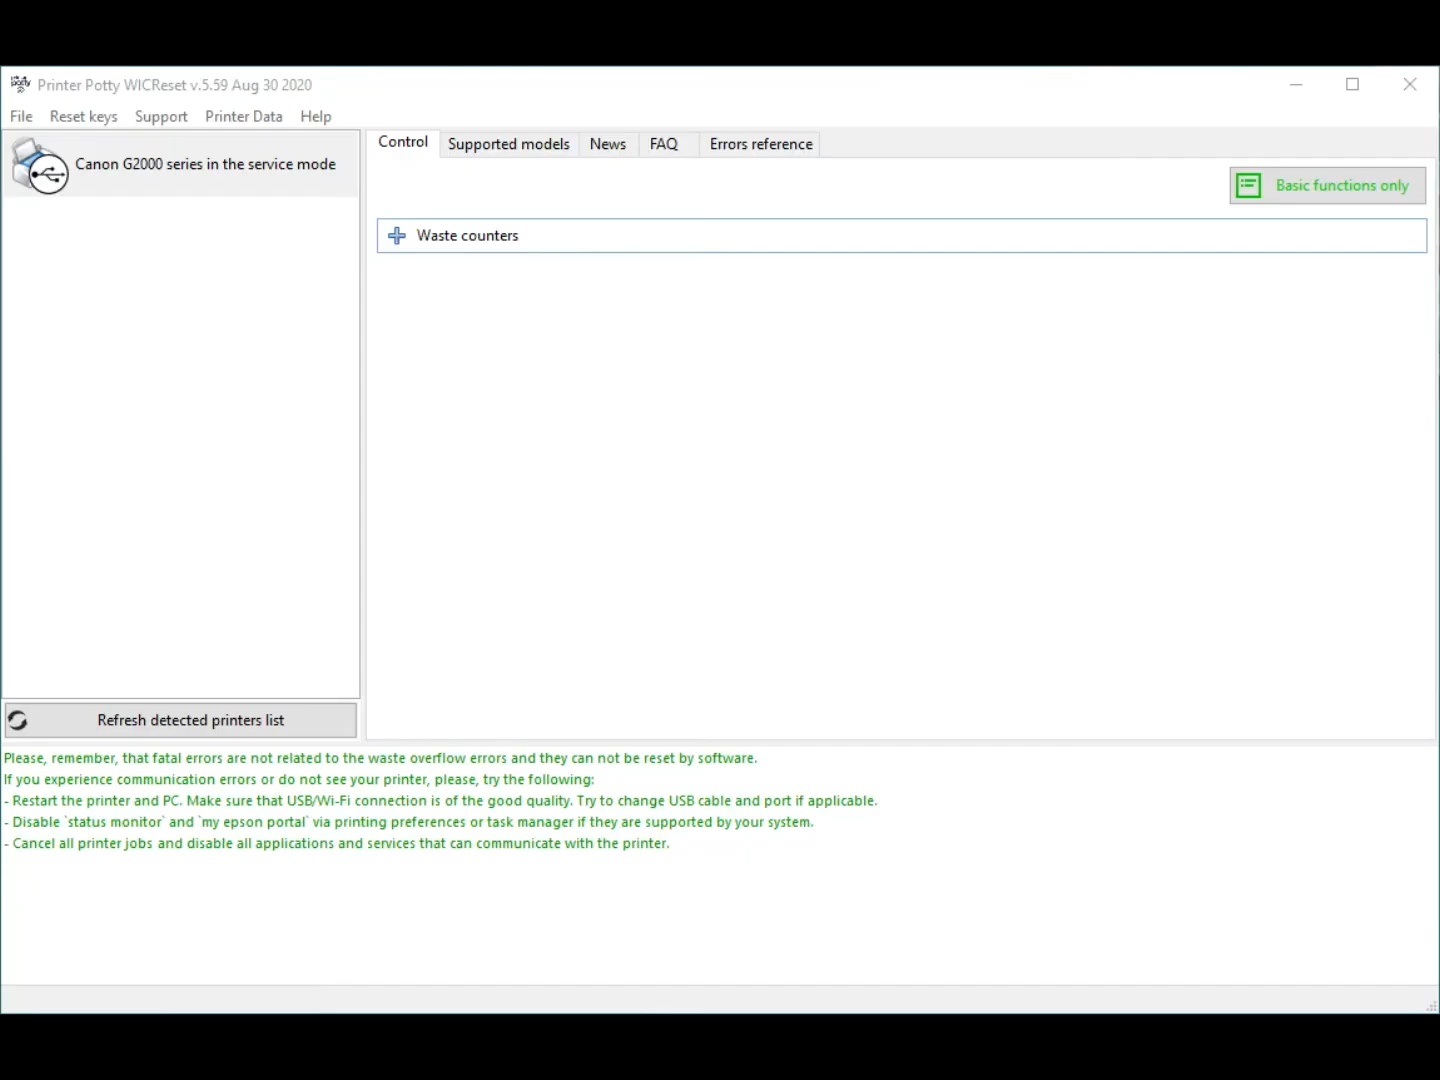 Printer Potty WICReset v.5.59 Aug 30 2020
File Reset keys Support Printer Data Help
Canon G2000 series in the service mode
Control Supported models News FAQ Errors reference
Basic functions only
Waste counters
Refresh detected printers list
Please, remember, that fatal errors are not related to the waste overflow errors and they can not be reset by software.
If you experience communication errors or do not see your printer, please, try the following:
- Restart the printer and PC. Make sure that USB/Wi-Fi connection is of the good quality. Try to change USB cable and port if applicable.
- Disable `status monitor` and `my epson portal` via printing preferences or task manager if they are supported by your system.
- Cancel all printer jobs and disable all applications and services that can communicate with the printer.